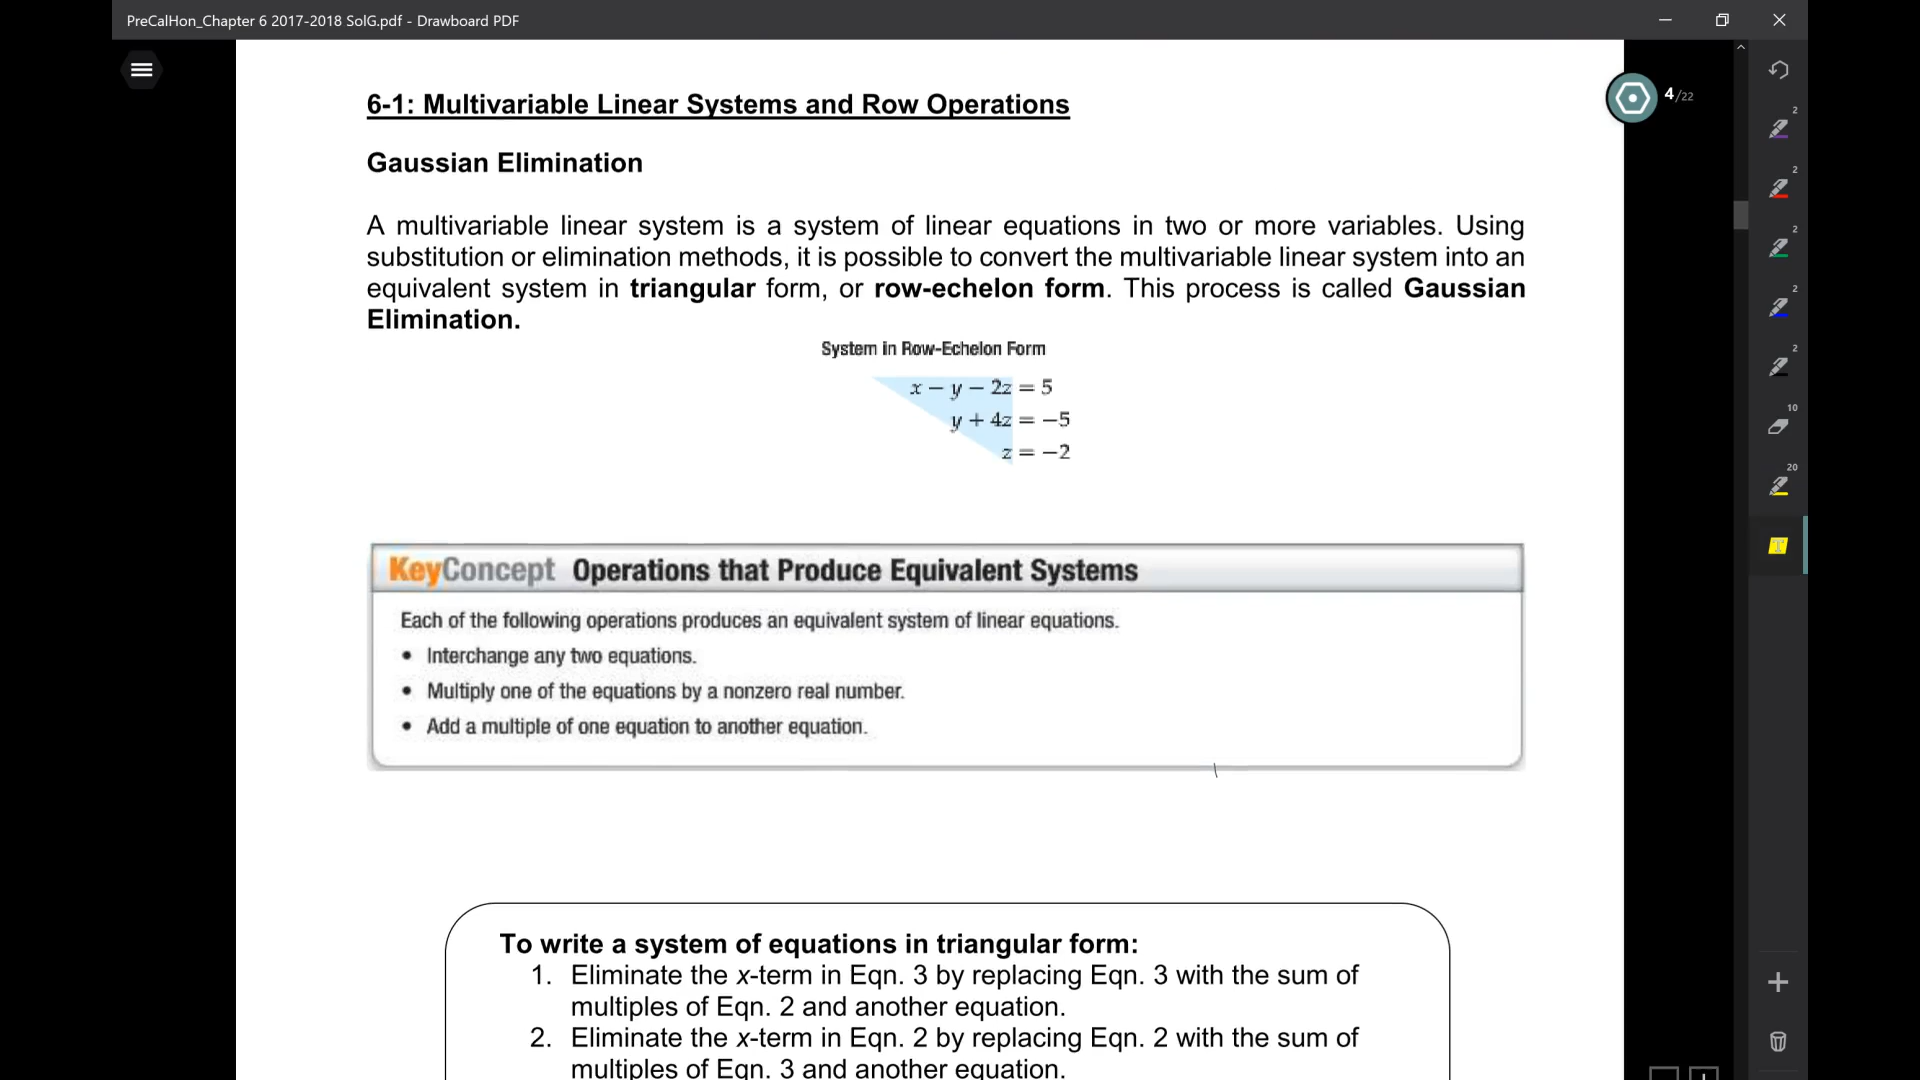 PreCalHon_Chapter 6 2017-2018 SolG.pdf - Drawboard PDF
4/22
6-1: Multivariable Linear Systems and Row Operations
Gaussian Elimination
A multivariable linear system is a system of linear equations in two or more variables. Using
substitution or elimination methods, it is possible to convert the multivariable linear system into an
equivalent system in triangular form, or row-echelon form. This process is called Gaussian
Elimination.
System in Row-Echelon Form
x − y − 2z = 5
y + 4z = −5
z = −2
KeyConcept Operations that Produce Equivalent Systems
Each of the following operations produces an equivalent system of linear equations.
• Interchange any two equations.
• Multiply one of the equations by a nonzero real number.
• Add a multiple of one equation to another equation.
To write a system of equations in triangular form:
1. Eliminate the x-term in Eqn. 3 by replacing Eqn. 3 with the sum of
multiples of Eqn. 2 and another equation.
2. Eliminate the x-term in Eqn. 2 by replacing Eqn. 2 with the sum of
multiples of Eqn. 3 and another equation.
2
2
2
2
2
10
20
T